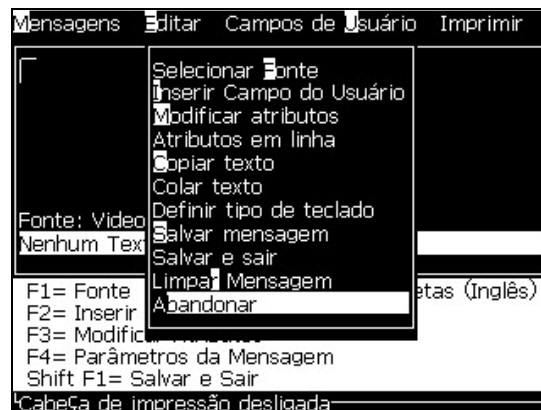 Mensagens Editar Campos de Usuário Imprimir
Selecionar Fonte
Inserir Campo do Usuário
Modificar atributos
Atributos em linha
Copiar texto
Colar texto
Definir tipo de teclado
Salvar mensagem
Salvar e sair
Limpar Mensagem
Abandonar
Fonte: Video
Nenhum Tex
F1= Fonte etas (Inglês)
F2= Inserir
F3= Modific
F4= Parâmetros da Mensagem
Shift F1= Salvar e Sair
Cabeça de impressão desligada